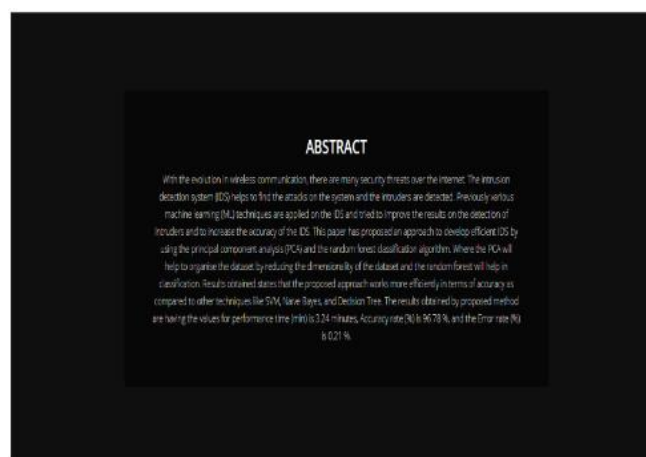 ABSTRACT
With the evolution in wireless communication, there are many security threats over the internet. The intrusion
detection system (IDS) helps to find the attacks on the system and the intruders are detected. Previously various
machine learning (ML) techniques are applied on the IDS and tried to improve the results on the detection of
intruders and to increase the accuracy of the IDS. This paper has proposed an approach to develop efficient IDS by
using the principal component analysis (PCA) and the random forest classification algorithm. Where the PCA will
help to organise the dataset by reducing the dimensionality of the dataset and the random forest will help in
classification. Results obtained states that the proposed approach works more efficiently in terms of accuracy as
compared to other techniques like SVM, Naïve Bayes, and Decision Tree. The results obtained by proposed method
are having the values for performance time (min) is 3.24 minutes, Accuracy rate (%) is 96.78 %, and the Error rate (%)
is 0.21 %.